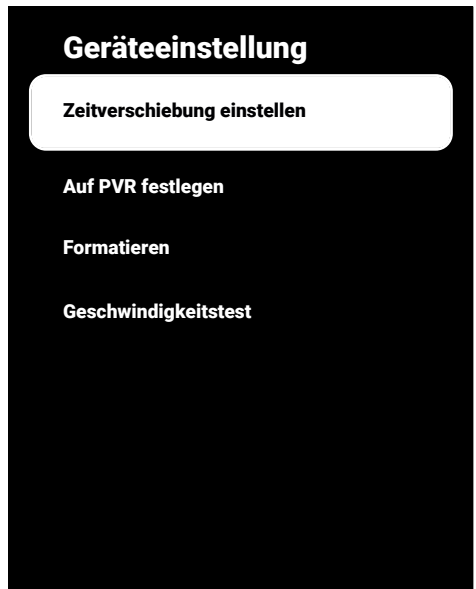 Geräteeinstellung
Zeitverschiebung einstellen
Auf PVR festlegen
Formatieren
Geschwindigkeitstest